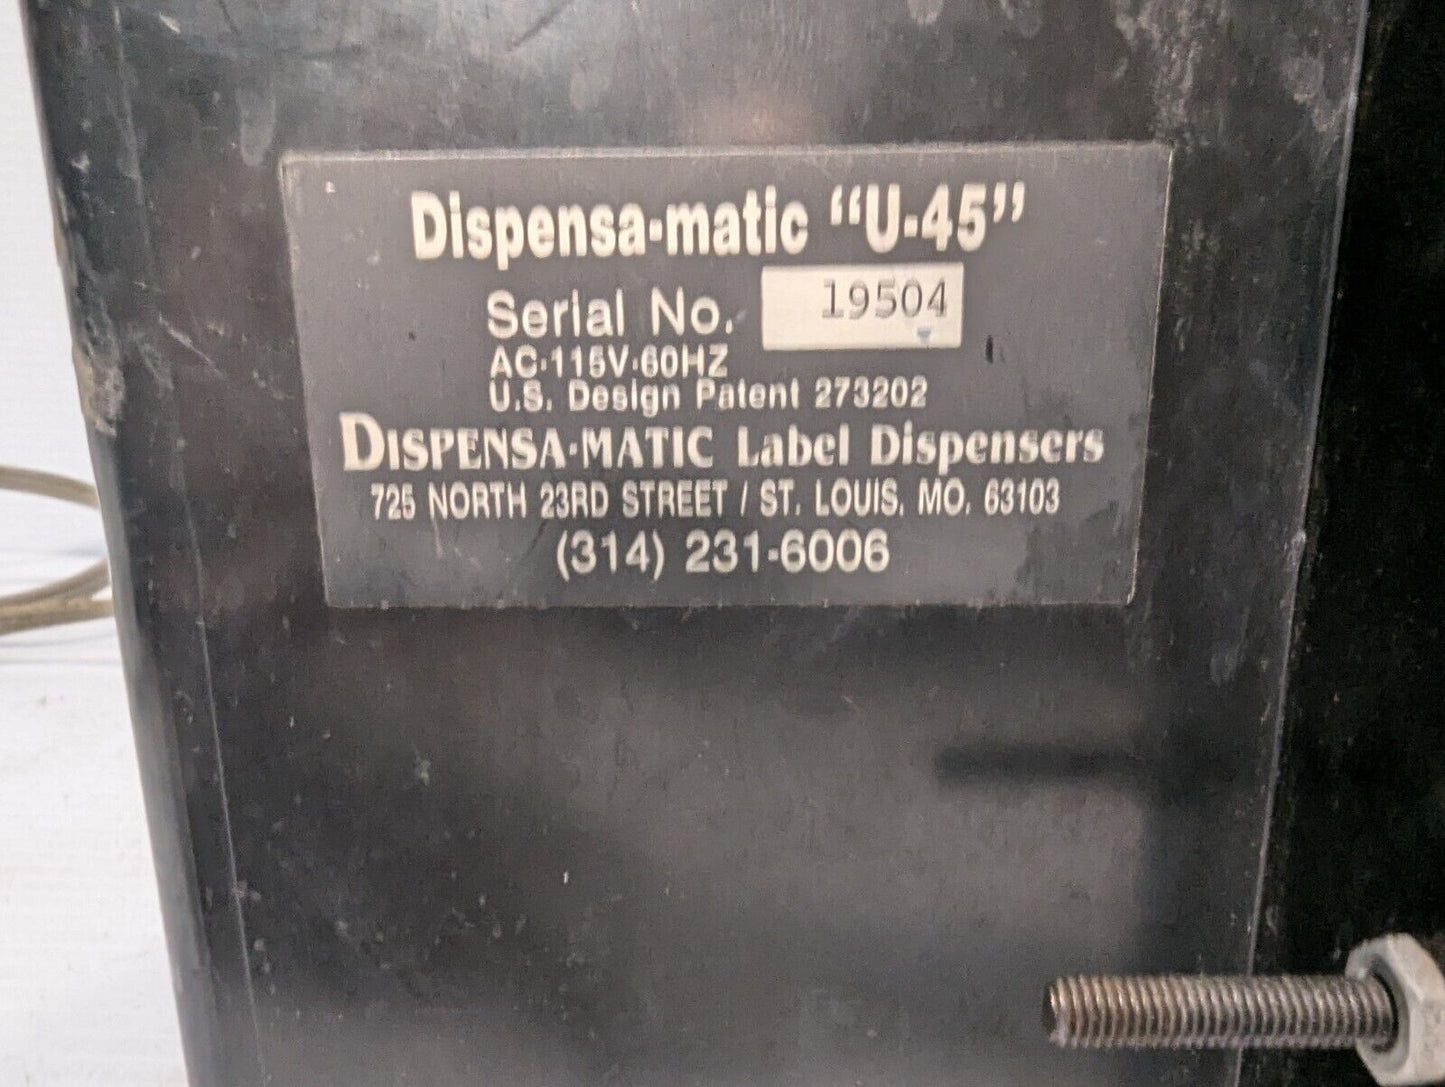 Dispensa-matic “U-45”
Serial No. 19504
AC·115V·60HZ
U.S. Design Patent 273202
DISPENSA·MATIC Label Dispensers
725 NORTH 23RD STREET / ST. LOUIS, MO. 63103
(314) 231-6006